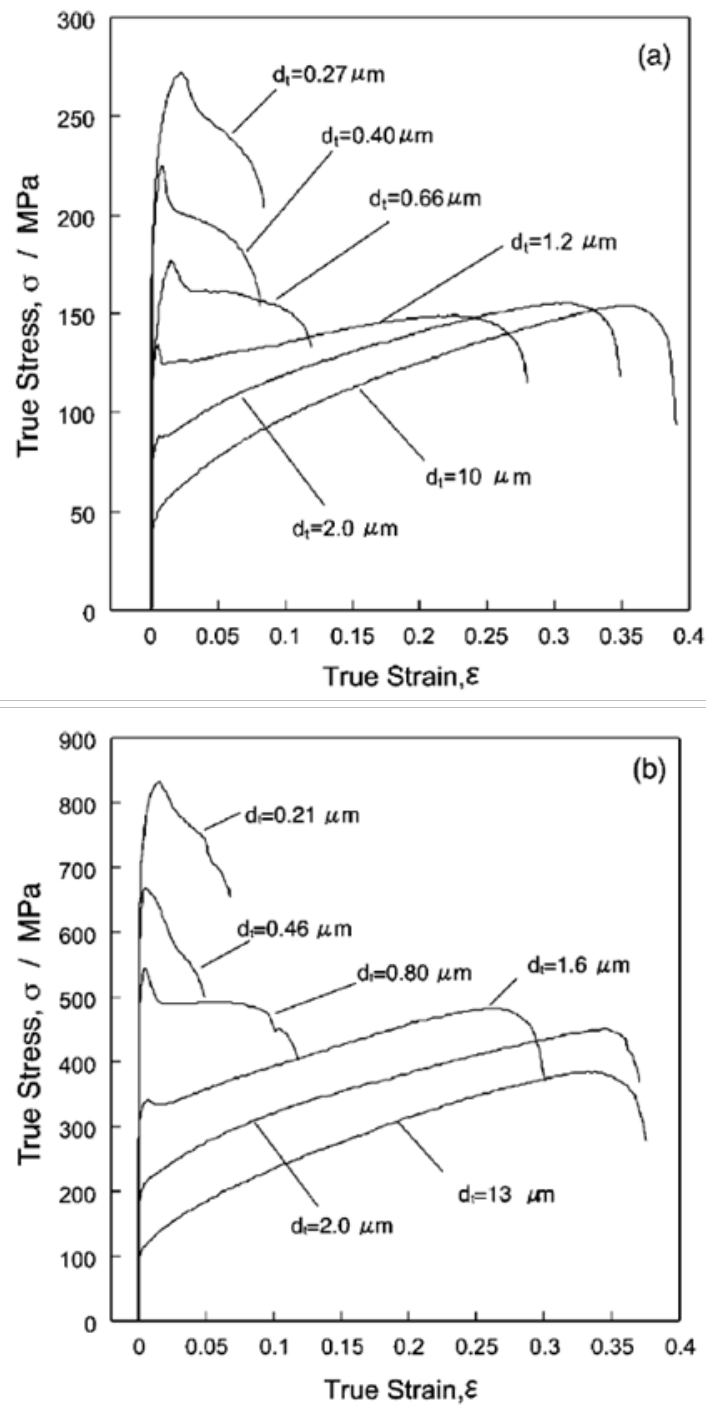 300
(a)
dt=0.27 μm
250
dt=0.40 μm
dt=0.66 μm
200
dt=1.2 μm
150
100
dt=10 μm
50
dt=2.0 μm
0
0 0.05 0.1 0.15 0.2 0.25 0.3 0.35 0.4
True Stress, σ / MPa
True Strain,ε
900
(b)
800
dt=0.21 μm
700
600
dt=0.46 μm
dt=0.80 μm
dt=1.6 μm
500
400
300
200
dt=13 μm
dt=2.0 μm
100
0
0 0.05 0.1 0.15 0.2 0.25 0.3 0.35 0.4
True Stress, σ / MPa
True Strain,ε